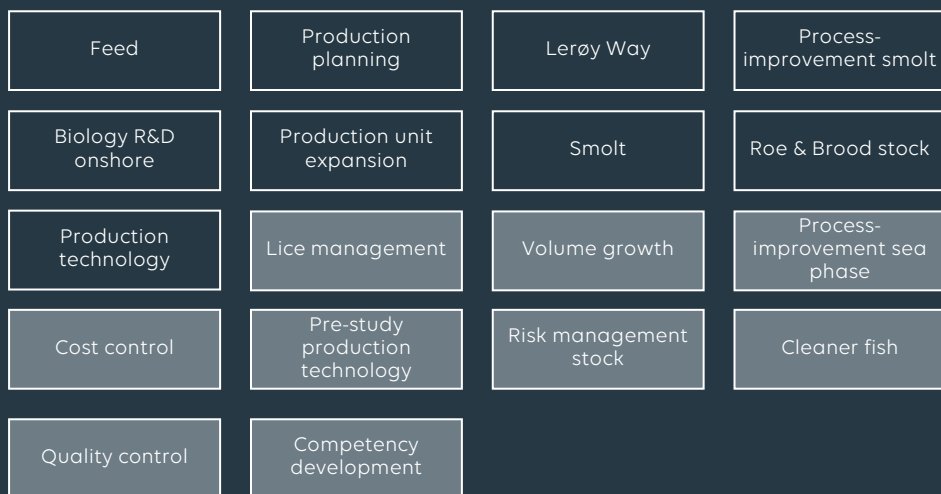 Feed
Production
planning
Lerøy Way
Process-
improvement smolt
Biology R&D
onshore
Production unit
expansion
Smolt
Roe & Brood stock
Production
technology
Lice management
Volume growth
Process-
improvement sea
phase
Cost control
Pre-study
production
technology
Risk management
stock
Cleaner fish
Quality control
Competency
development